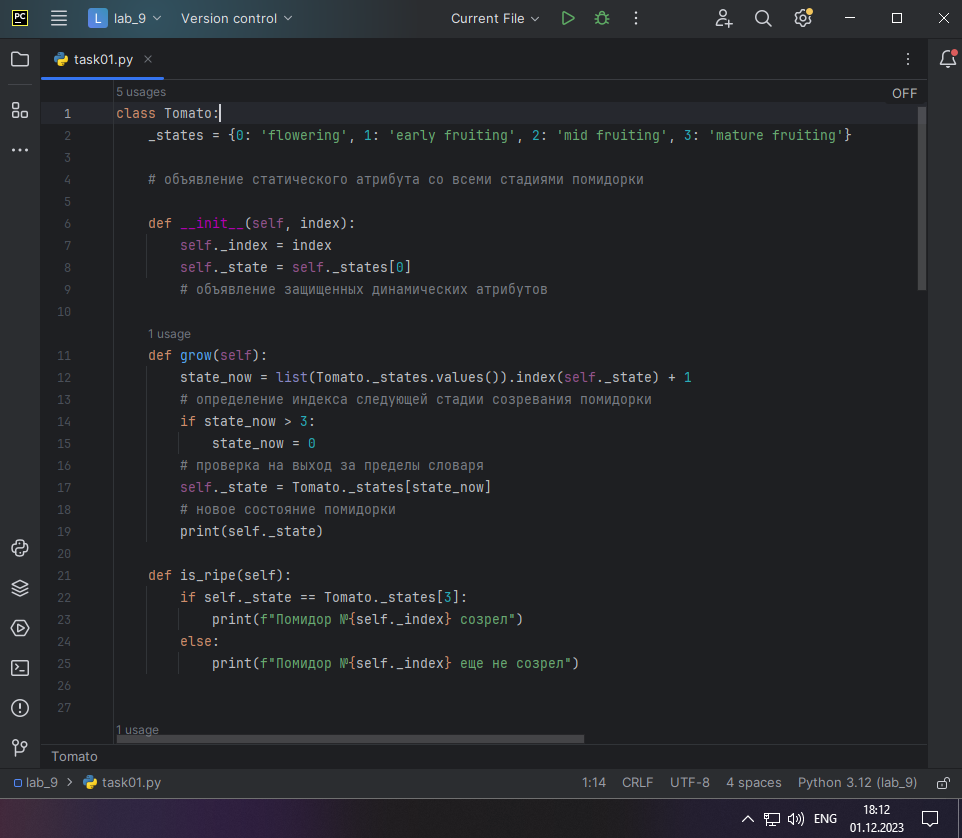 PC
L lab_9 Version control Current File
task01.py
5 usages
OFF
1 class Tomato:
2 _states = {0: 'flowering', 1: 'early fruiting', 2: 'mid fruiting', 3: 'mature fruiting'}
3
4 # объявление статического атрибута со всеми стадиями помидорки
5
6 def __init__(self, index):
7 self._index = index
8 self._state = self._states[0]
9 # объявление защищенных динамических атрибутов
10
1 usage
11 def grow(self):
12 state_now = list(Tomato._states.values()).index(self._state) + 1
13 # определение индекса следующей стадии созревания помидорки
14 if state_now > 3:
15 state_now = 0
16 # проверка на выход за пределы словаря
17 self._state = Tomato._states[state_now]
18 # новое состояние помидорки
19 print(self._state)
20
21 def is_ripe(self):
22 if self._state == Tomato._states[3]:
23 print(f"Помидор №{self._index} созрел")
24 else:
25 print(f"Помидор №{self._index} еще не созрел")
26
27
1 usage
Tomato
lab_9 > task01.py 1:14 CRLF UTF-8 4 spaces Python 3.12 (lab_9)
ENG
18:12
01.12.2023